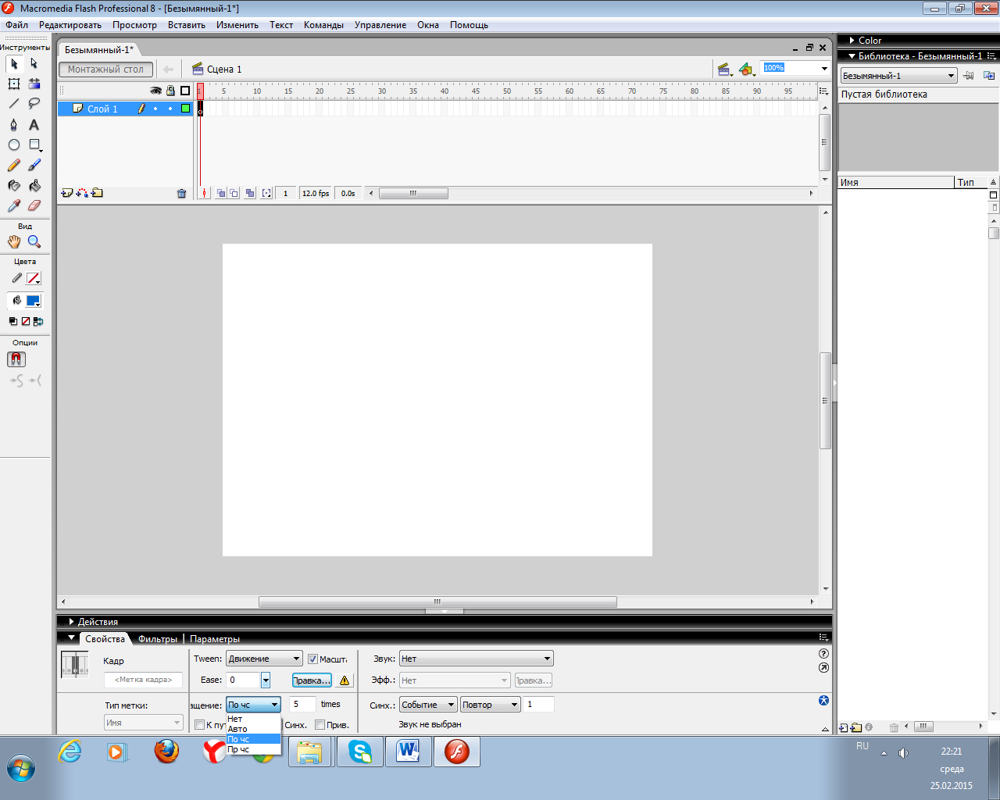 Macromedia Flash Professional 8 - [Безымянный-1*]
Файл Редактировать Просмотр Вставить Изменить Текст Команды Управление Окна Помощь
Инструменты
Безымянный-1*
Монтажный стол
Сцена 1
100%
1 5 10 15 20 25 30 35 40 45 50 55 60 65 70 75 80 85 90 95
Слой 1
1 12.0 fps 0.0s
Вид
Цвета
Опции
Color
Библиотека - Безымянный-1
Безымянный-1
Пустая библиотека
Имя Тип
Действия
Свойства Фильтры Параметры
Кадр
<Метка кадра>
Тип метки:
Имя
Tween: Движение Масшта
Ease: 0 Правка...
ащение: По чс 5 times
К пут Синх. Прив.
Нет
Авто
По чс
Пр чс
Звук: Нет
Эфф.: Нет Правка...
Синх.: Событие Повтор 1
Звук не выбран
RU
22:21
среда
25.02.2015